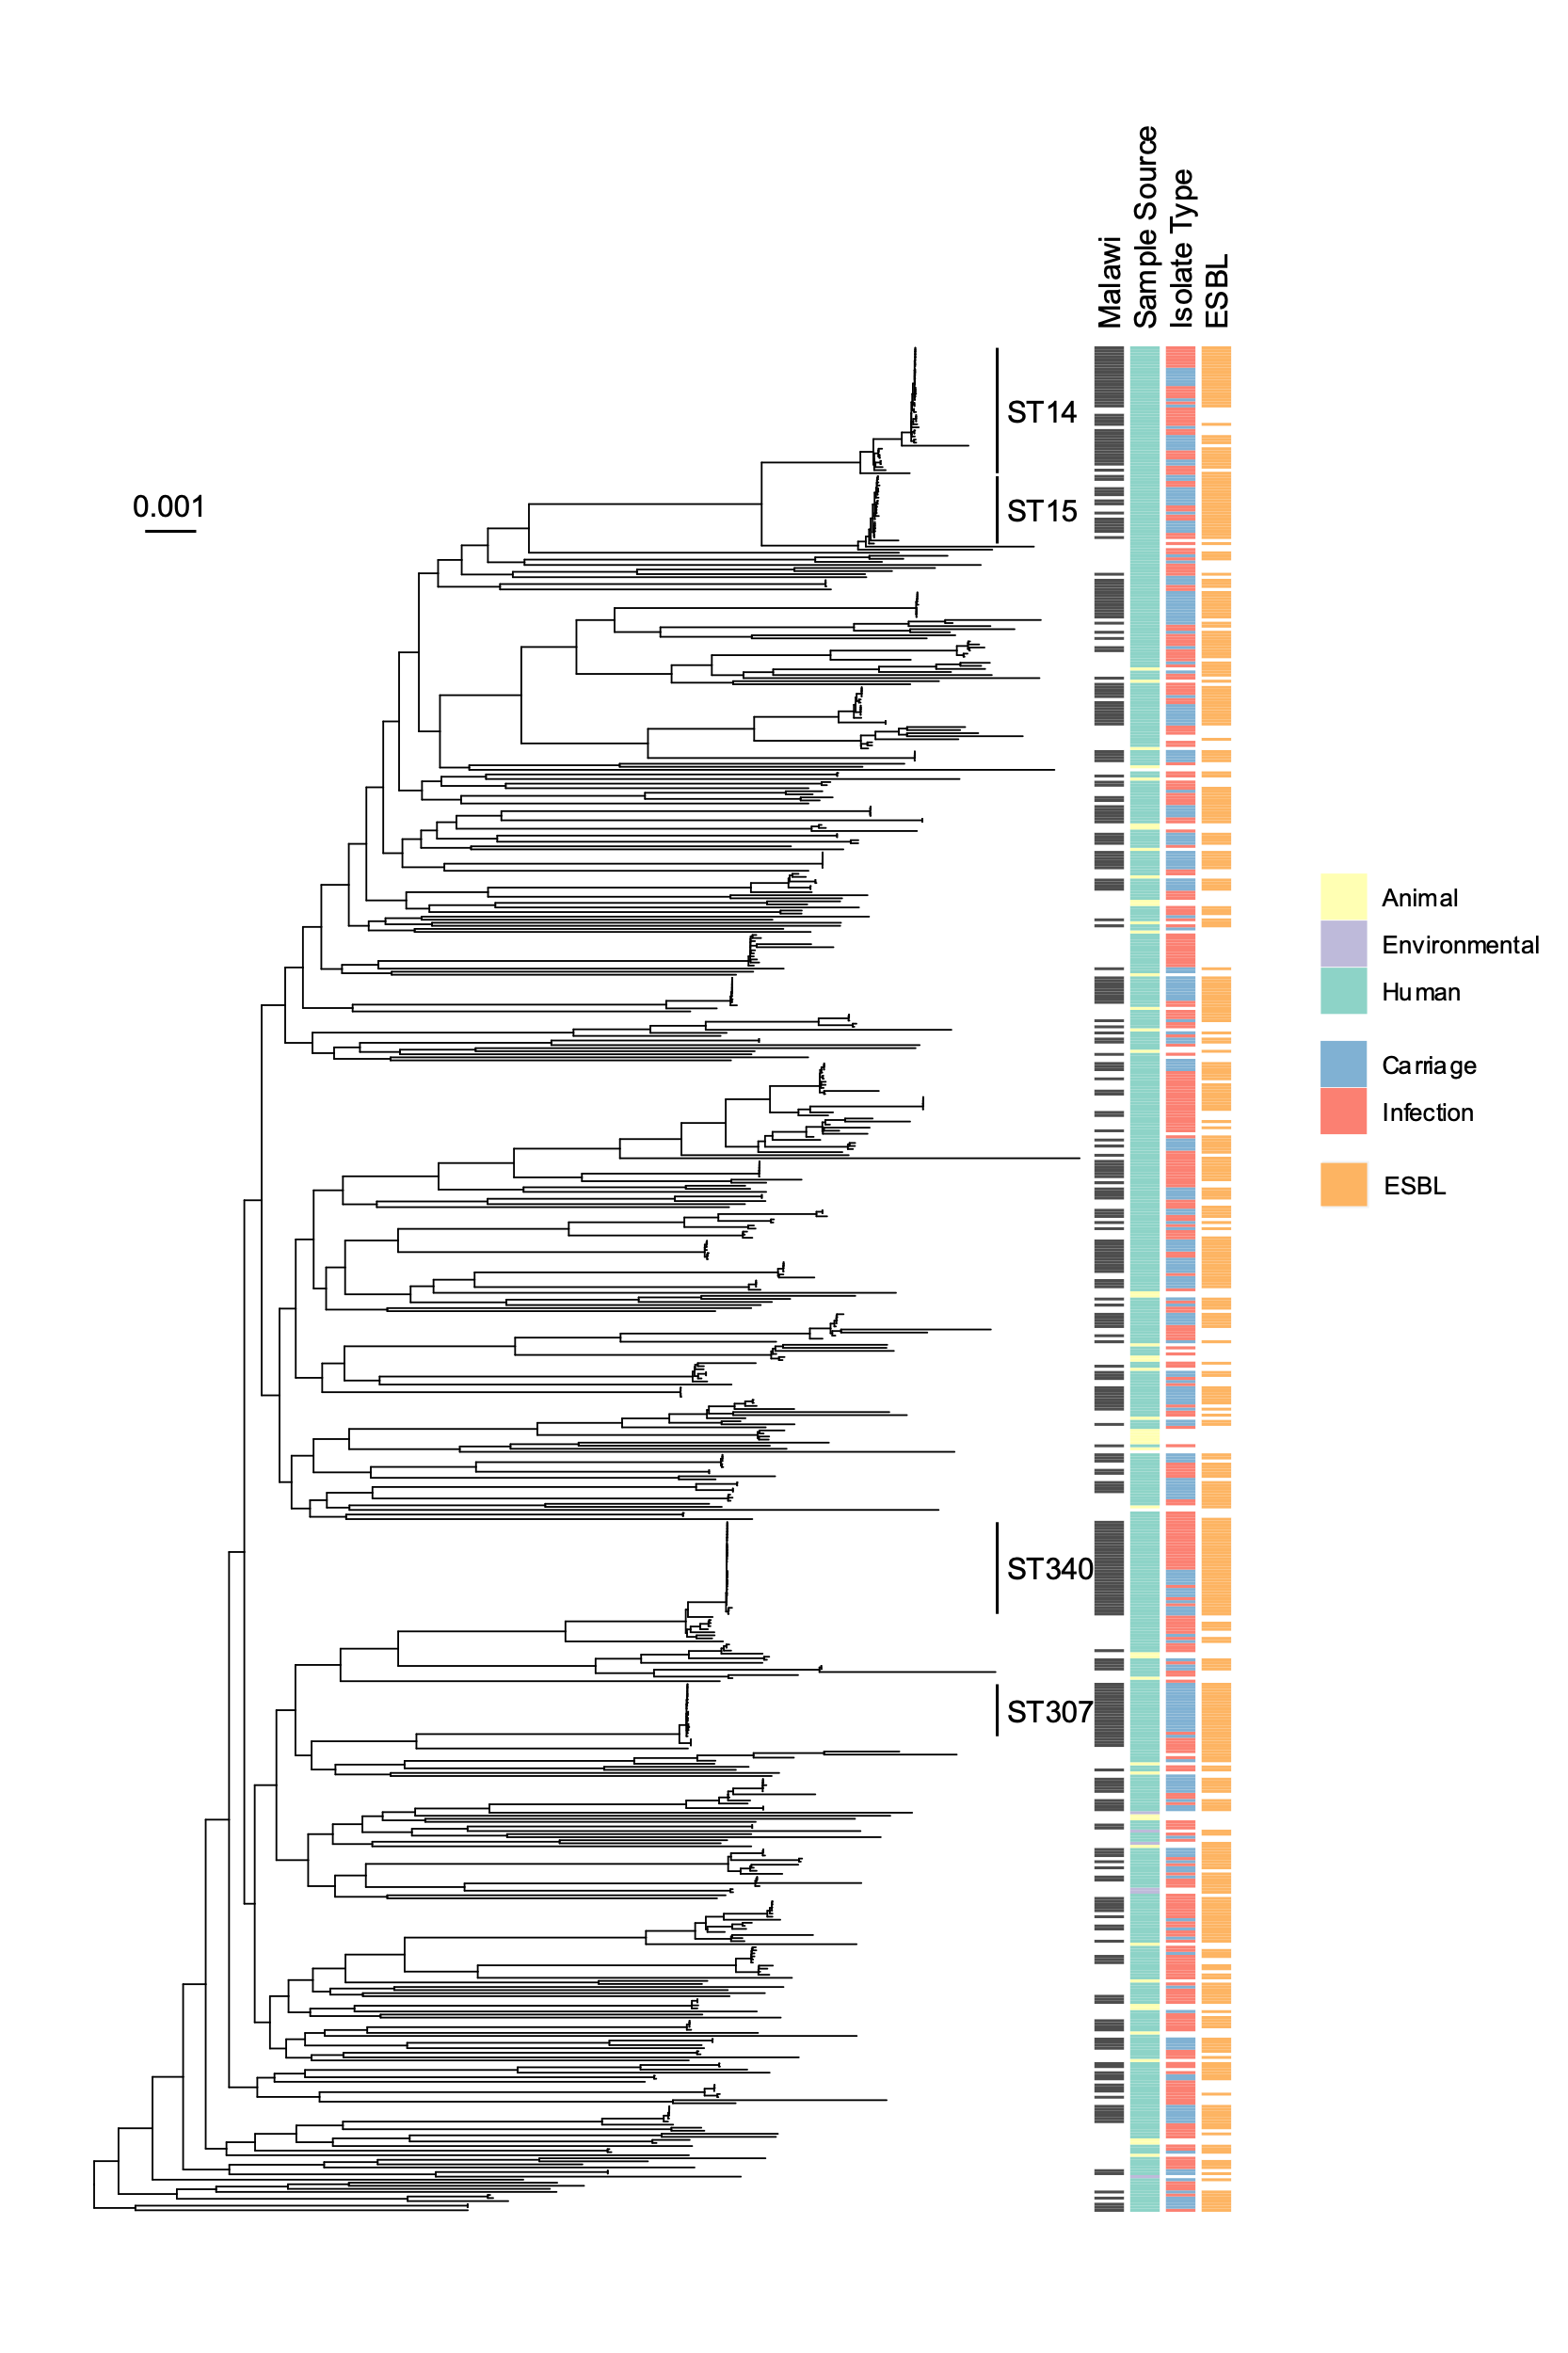 Malawi
Sample Source
Isolate Type
ESBL
ST14
0.001
ST15
Animal
Environmental
Human
Carriage
Infection
ESBL
ST340
ST307